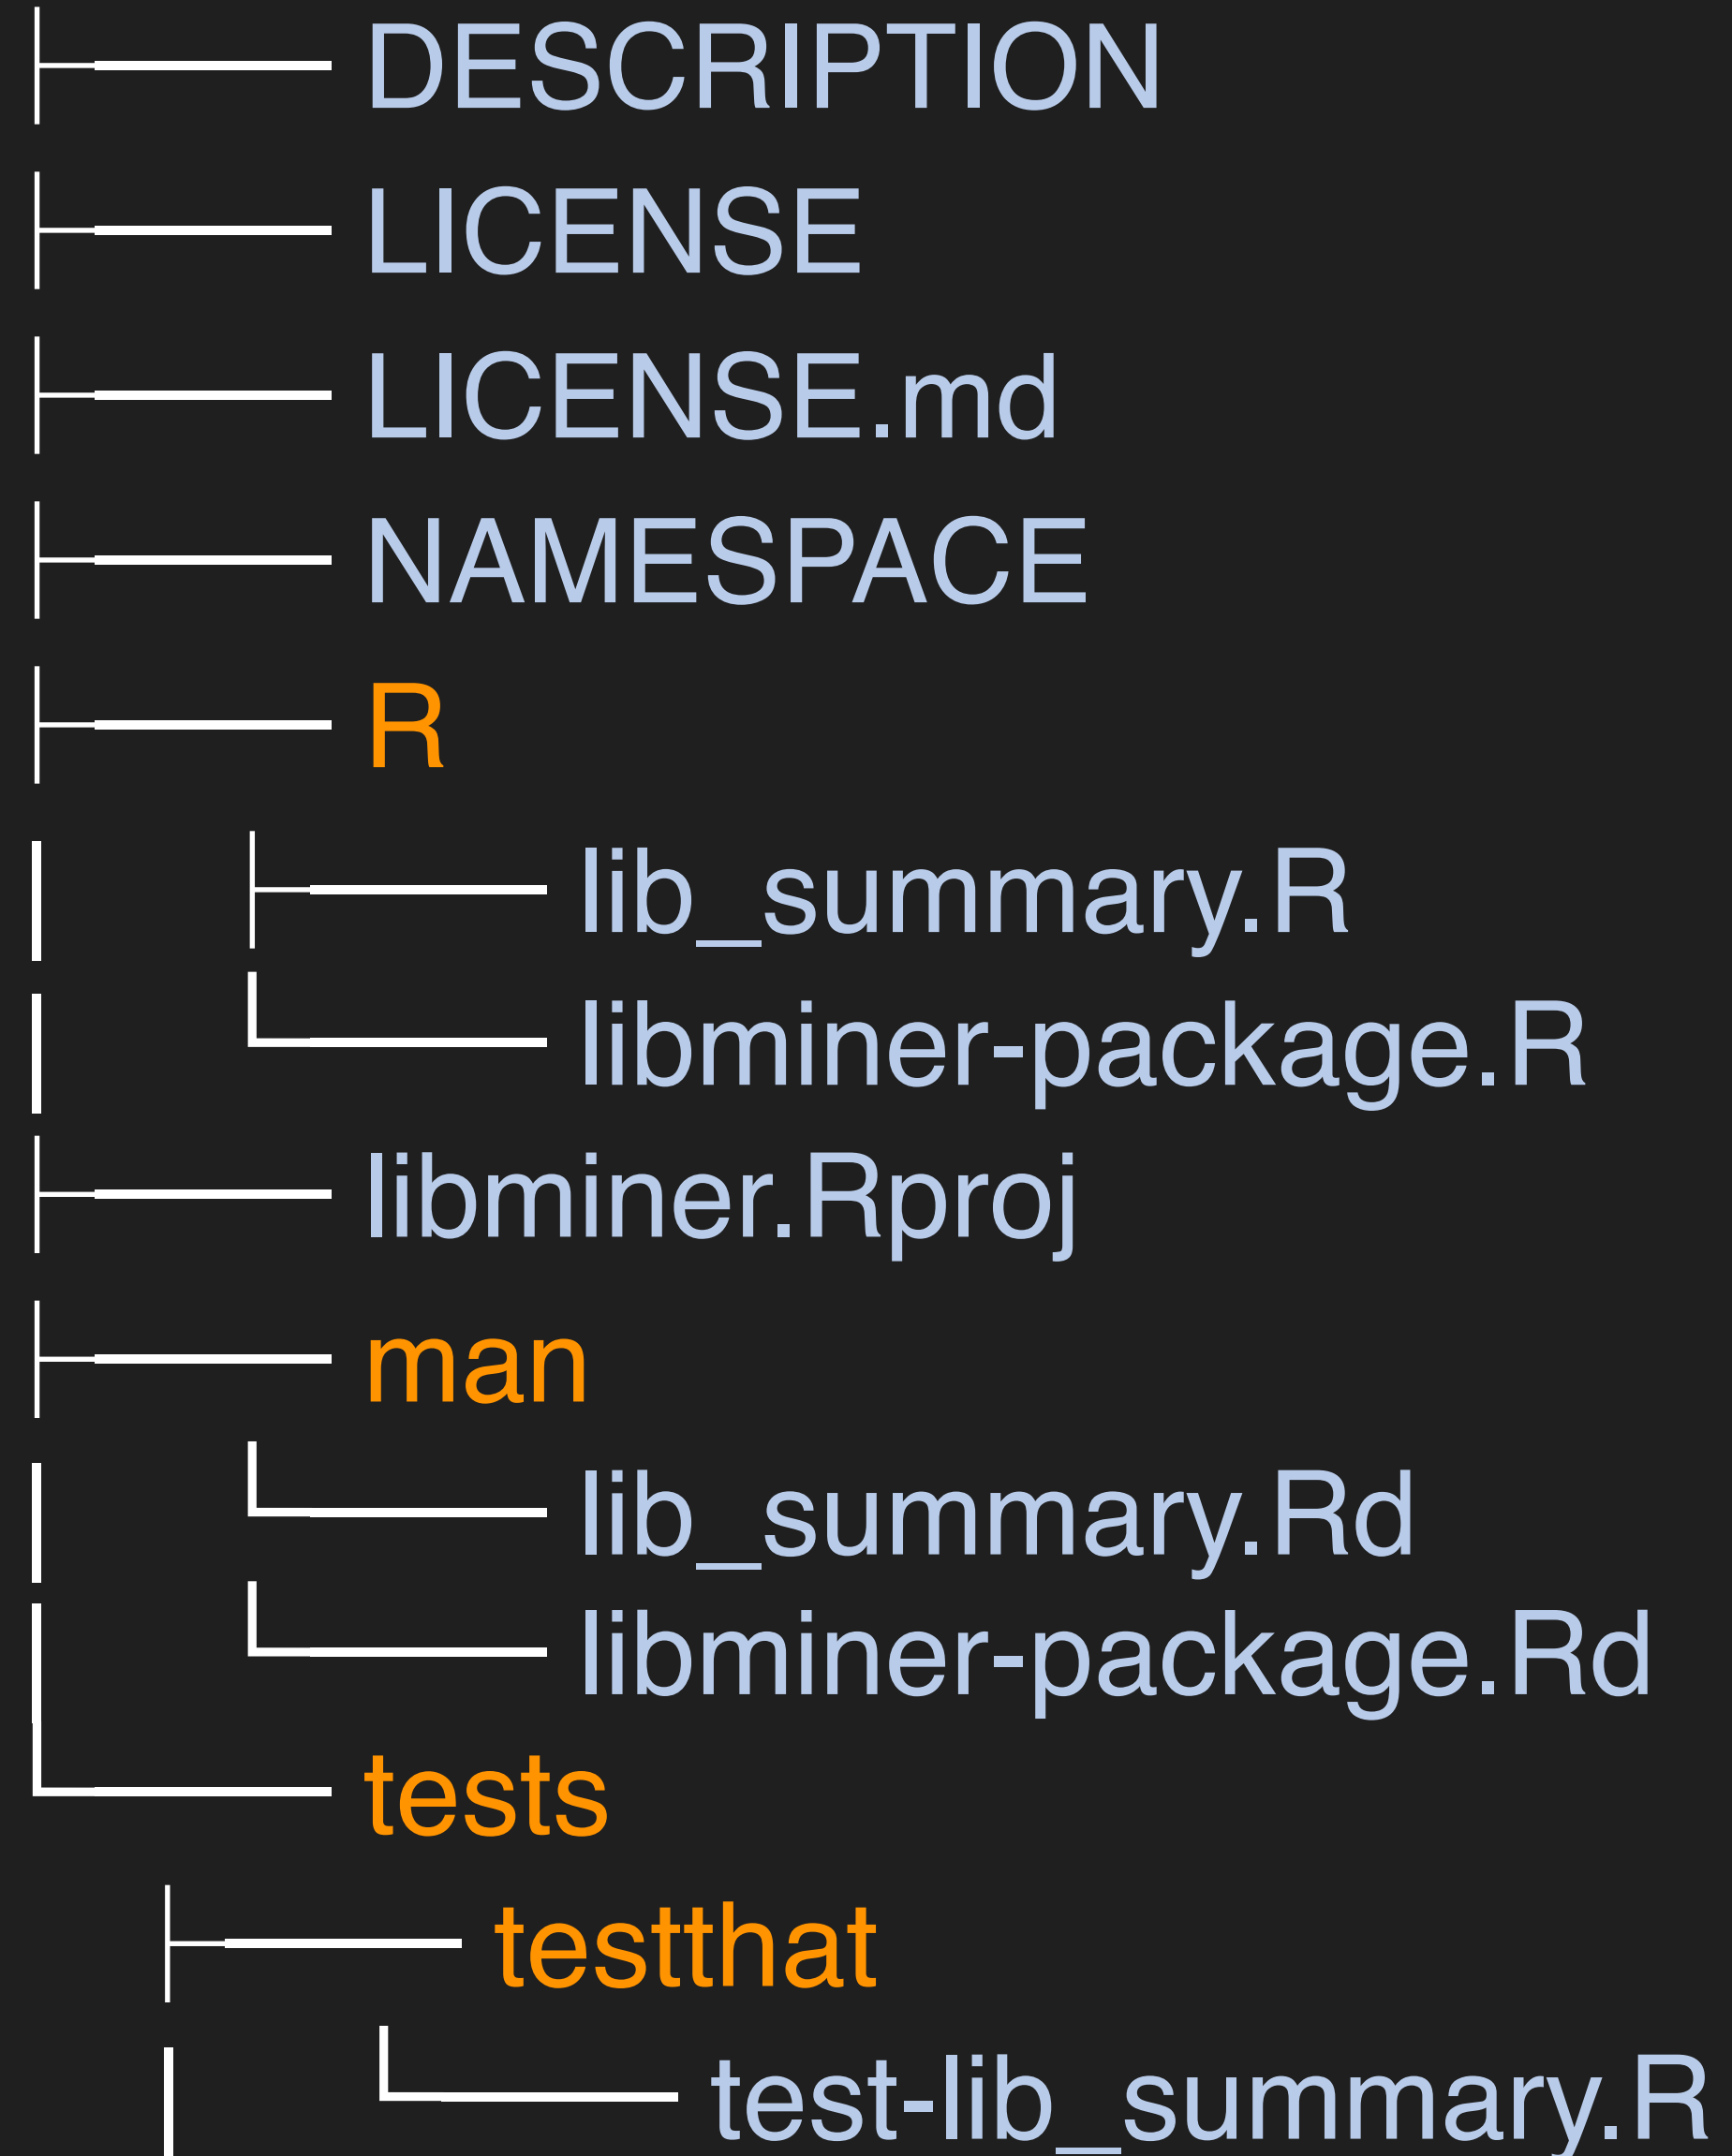 DESCRIPTION
LICENSE
LICENSE.md
NAMESPACE
R
lib_summary.R
libminer-package.R
libminer.Rproj
man
lib_summary.Rd
libminer-package.Rd
tests
testthat
test-lib_summary.R